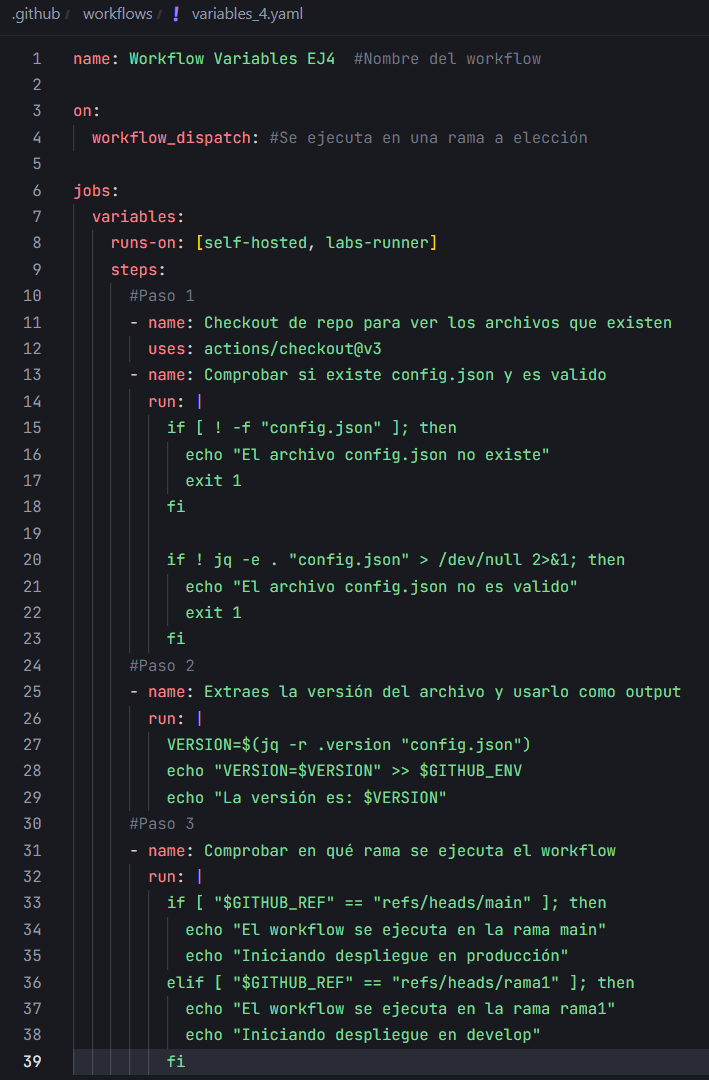 .github / workflows / ! variables_4.yaml
1 name: Workflow Variables EJ4  #Nombre del workflow
2
3 on:
4   workflow_dispatch: #Se ejecuta en una rama a elección
5
6 jobs:
7   variables:
8     runs-on: [self-hosted, labs-runner]
9     steps:
10       #Paso 1
11       - name: Checkout de repo para ver los archivos que existen
12         uses: actions/checkout@v3
13       - name: Comprobar si existe config.json y es valido
14         run: |
15           if [ ! -f "config.json" ]; then
16             echo "El archivo config.json no existe"
17             exit 1
18           fi
19
20           if ! jq -e . "config.json" > /dev/null 2>&1; then
21             echo "El archivo config.json no es valido"
22             exit 1
23           fi
24       #Paso 2
25       - name: Extraes la versión del archivo y usarlo como output
26         run: |
27           VERSION=$(jq -r .version "config.json")
28           echo "VERSION=$VERSION" >> $GITHUB_ENV
29           echo "La versión es: $VERSION"
30       #Paso 3
31       - name: Comprobar en qué rama se ejecuta el workflow
32         run: |
33           if [ "$GITHUB_REF" == "refs/heads/main" ]; then
34             echo "El workflow se ejecuta en la rama main"
35             echo "Iniciando despliegue en producción"
36           elif [ "$GITHUB_REF" == "refs/heads/rama1" ]; then
37             echo "El workflow se ejecuta en la rama rama1"
38             echo "Iniciando despliegue en develop"
39           fi